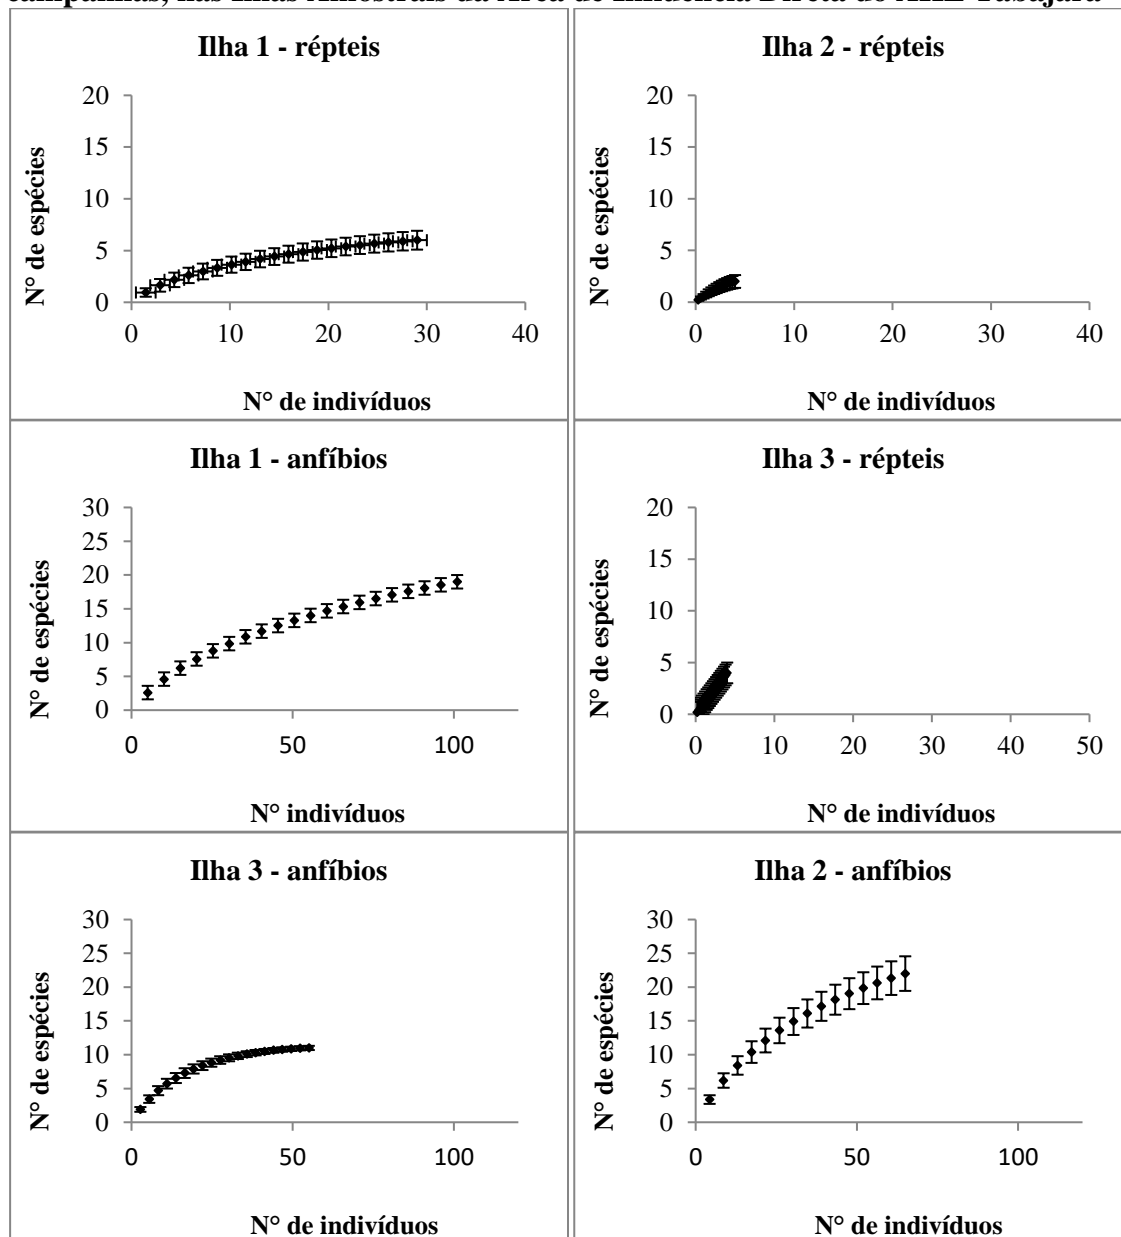 campanhas, nas Ilhas Amostrais da Área de Influência Direta do AHE Tabajara
Ilha 1 - répteis
N° de espécies
20
15
10
5
0
0 10 20 30 40
N° de indivíduos
Ilha 2 - répteis
N° de espécies
20
15
10
5
0
0 10 20 30 40
N° de indivíduos
Ilha 1 - anfíbios
N° de espécies
30
25
20
15
10
5
0
0 50 100
N° indivíduos
Ilha 3 - répteis
N° de espécies
20
15
10
5
0
0 10 20 30 40 50
N° de indivíduos
Ilha 3 - anfíbios
N° de espécies
30
25
20
15
10
5
0
0 50 100
N° de indivíduos
Ilha 2 - anfíbios
N° de espécies
30
25
20
15
10
5
0
0 50 100
N° de indivíduos